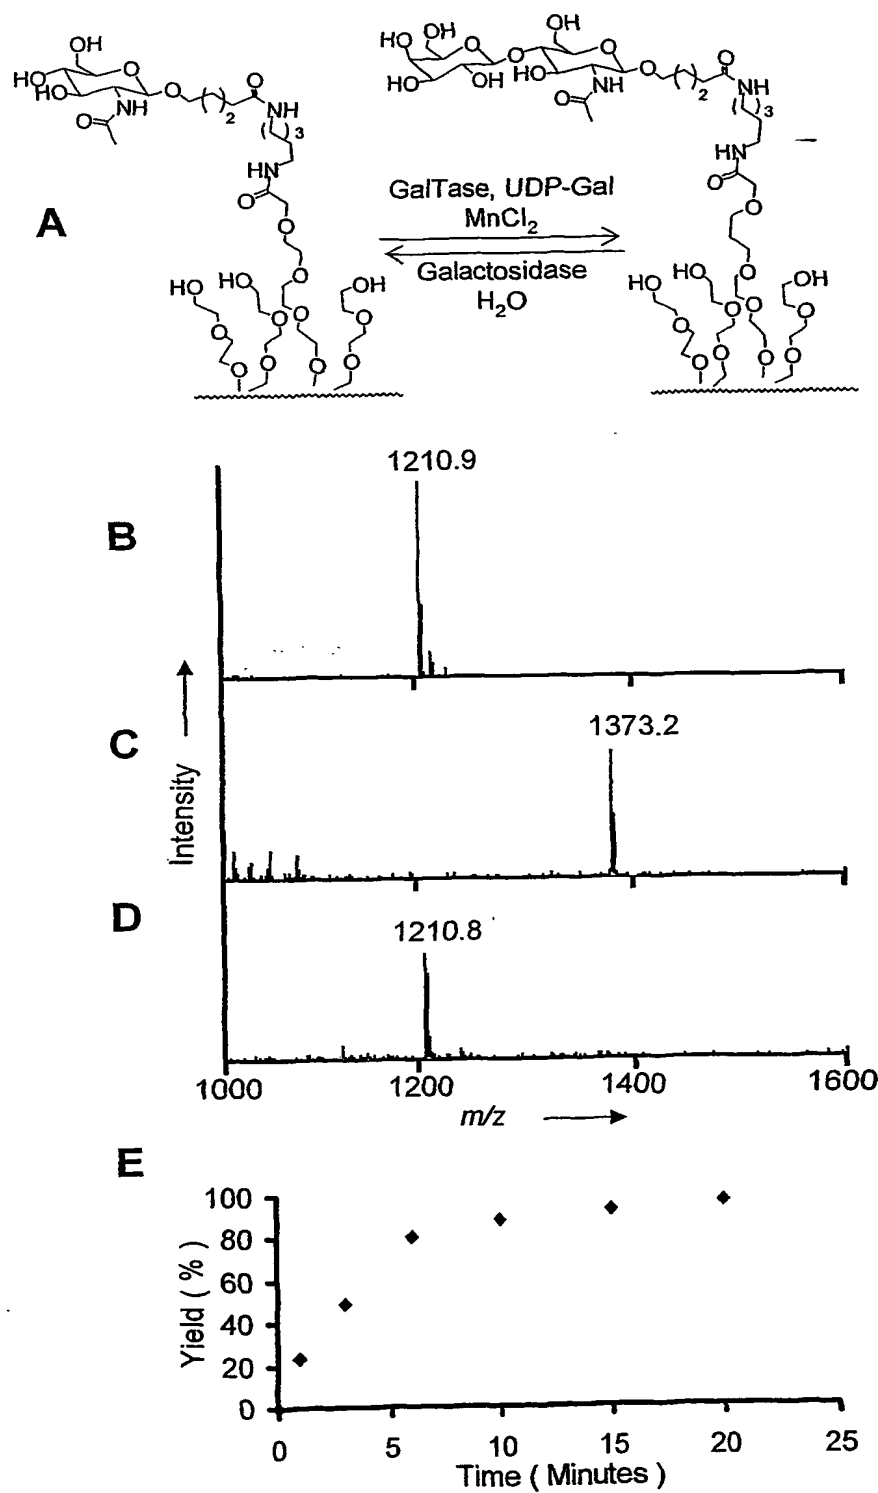 OH
HO
HO
O
O
NH
O
2
O
NH
3
HN
O
O
O
O
O
HO
HO
OH
O
O
O
O
O
O
OH
OH
HO
HO
O
OH
O
OH
O
HO
O
NH
O
2
O
NH
3
HN
O
O
O
O
O
HO
HO
OH
O
O
O
O
O
O
A
GalTase, UDP-Gal
MnCl2
Galactosidase
H2O
B
1210.9
C
1373.2
Intensity
D
1210.8
1000 1200 1400 1600
m/z
E
100
80
60
40
20
0
Yield ( % )
0 5 10 15 20 25
Time ( Minutes )